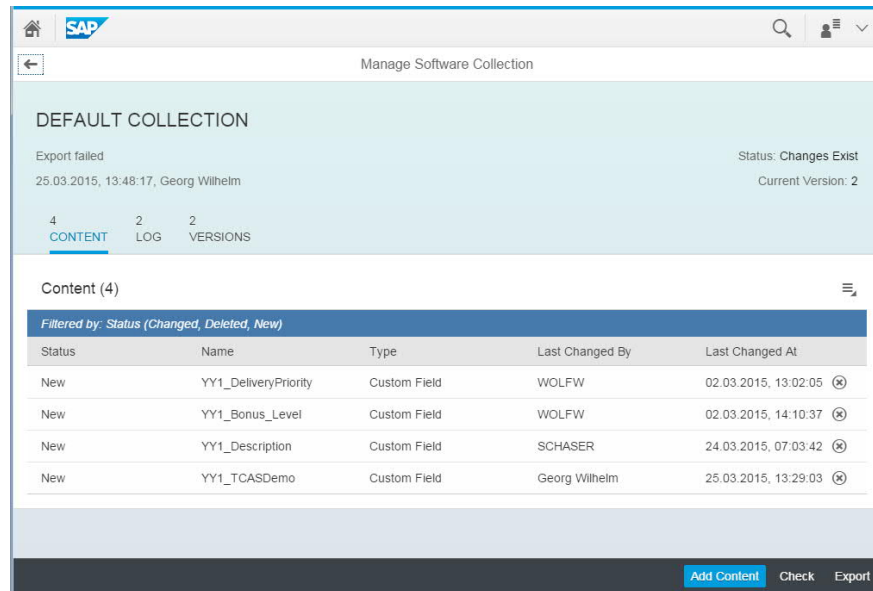 SAP
Manage Software Collection
DEFAULT COLLECTION
Export failed Status: Changes Exist
25.03.2015, 13:48:17, Georg Wilhelm Current Version: 2
4 2 2
CONTENT LOG VERSIONS
Content (4)
Filtered by: Status (Changed, Deleted, New)
Status Name Type Last Changed By Last Changed At
New YY1_DeliveryPriority Custom Field WOLFW 02.03.2015, 13:02:05
New YY1_Bonus_Level Custom Field WOLFW 02.03.2015, 14:10:37
New YY1_Description Custom Field SCHASER 24.03.2015, 07:03:42
New YY1_TCASDemo Custom Field Georg Wilhelm 25.03.2015, 13:29:03
Add Content Check Export